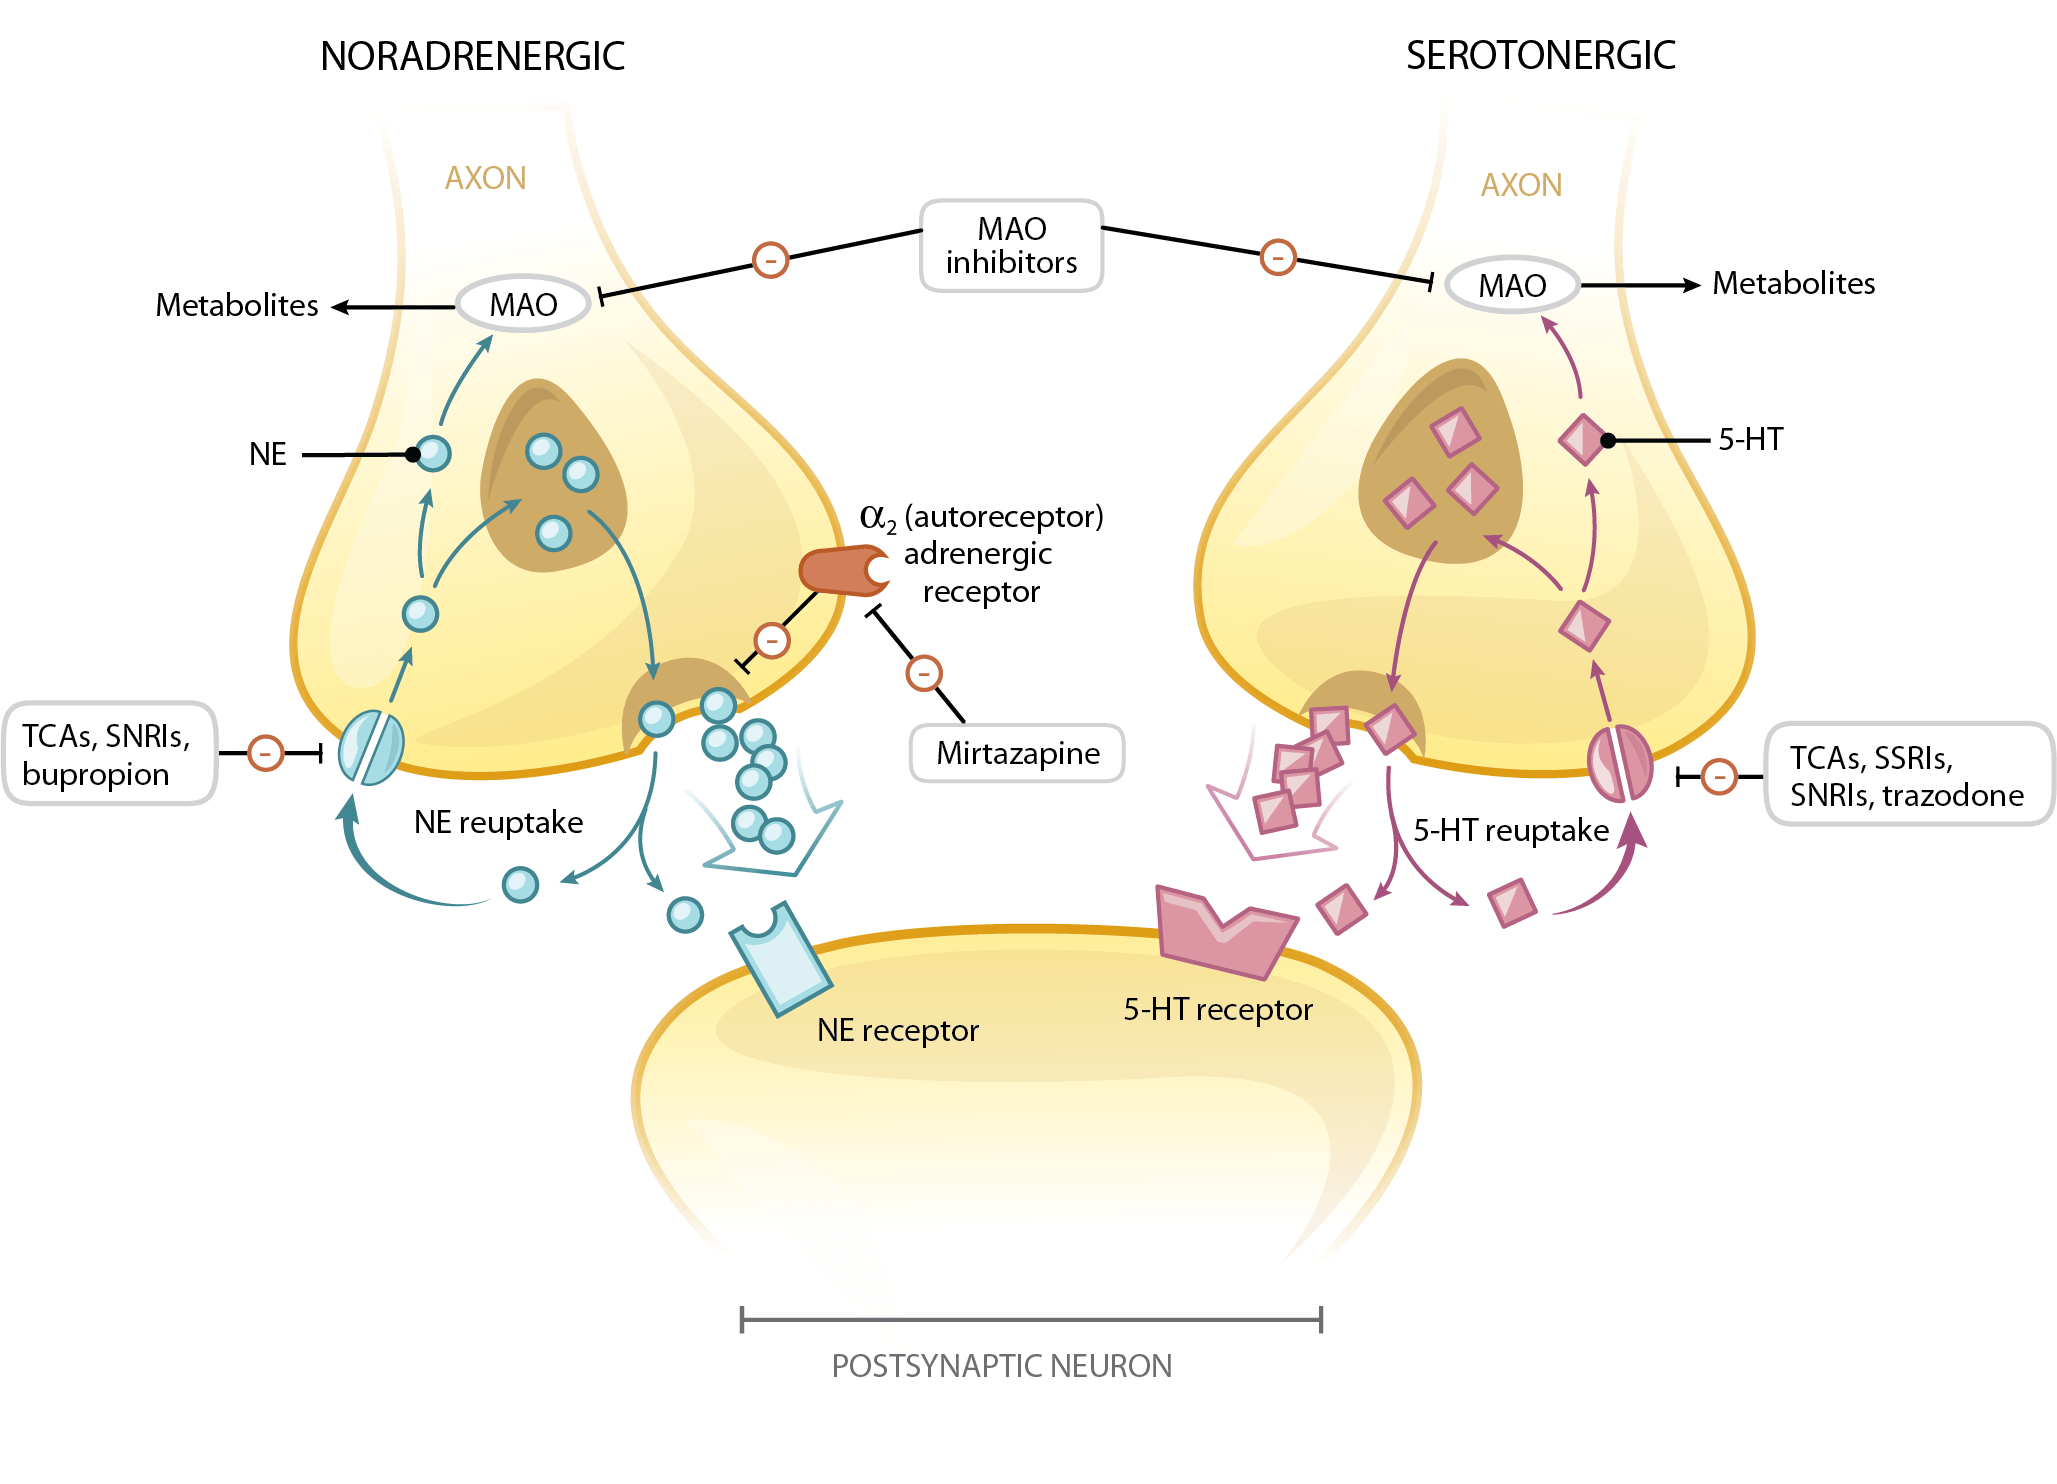 NORADRENERGIC
SEROTONERGIC
AXON
AXON
MAO
inhibitors
-
-
Metabolites
MAO
MAO
Metabolites
NE
5-HT
α2 (autoreceptor)
adrenergic
receptor
-
-
TCAs, SNRIs,
bupropion
-
Mirtazapine
-
TCAs, SSRIs,
SNRIs, trazodone
NE reuptake
5-HT reuptake
NE receptor
5-HT receptor
POSTSYNAPTIC NEURON